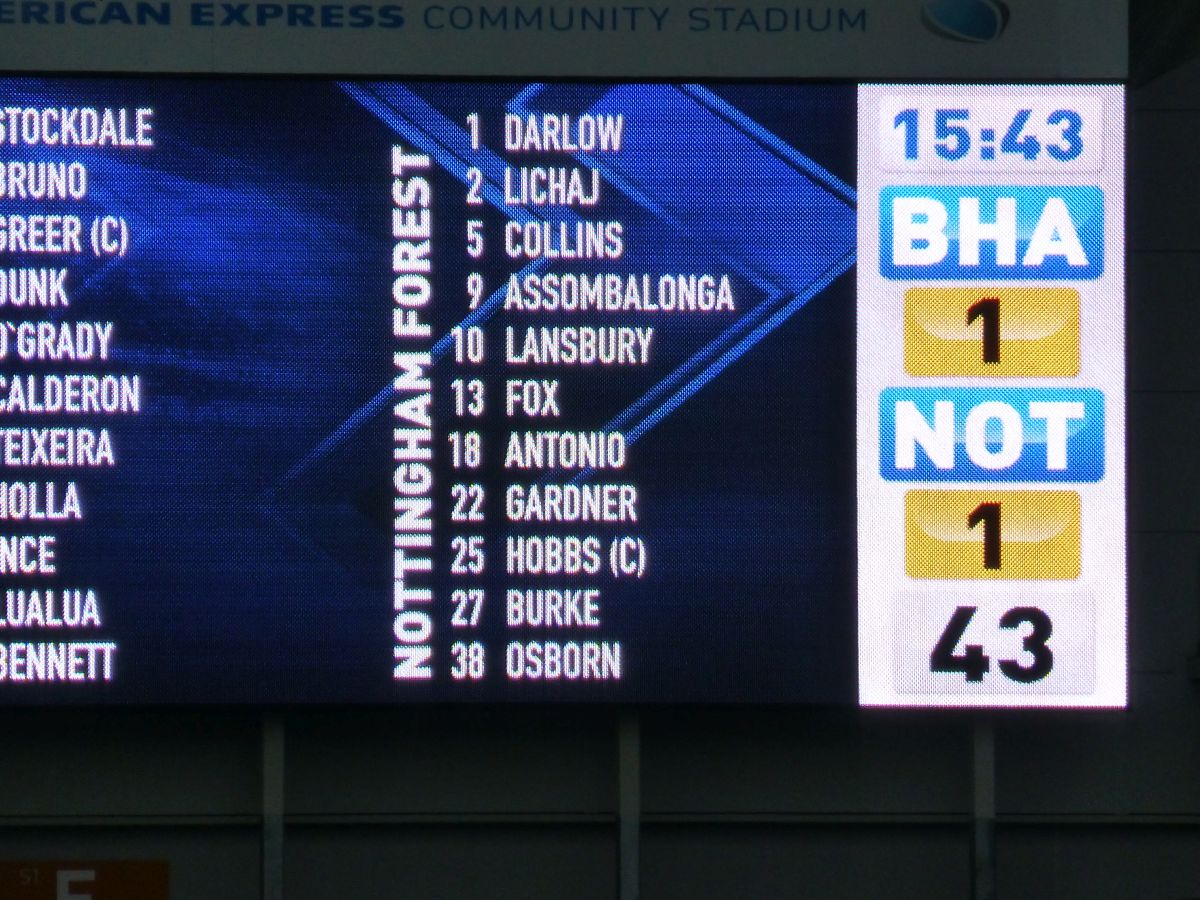 ERICAN EXPRESS COMMUNITY STADIUM
STOCKDALE
BRUNO
GREER (C)
DUNK
O`GRADY
CALDERON
TEIXEIRA
HOLLA
NCE
LUALUA
BENNETT
NOTTINGHAM FOREST
1 DARLOW
2 LICHAJ
5 COLLINS
9 ASSOMBALONGA
10 LANSBURY
13 FOX
18 ANTONIO
22 GARDNER
25 HOBBS (C)
27 BURKE
38 OSBORN
15:43
BHA
1
NOT
1
43
S1